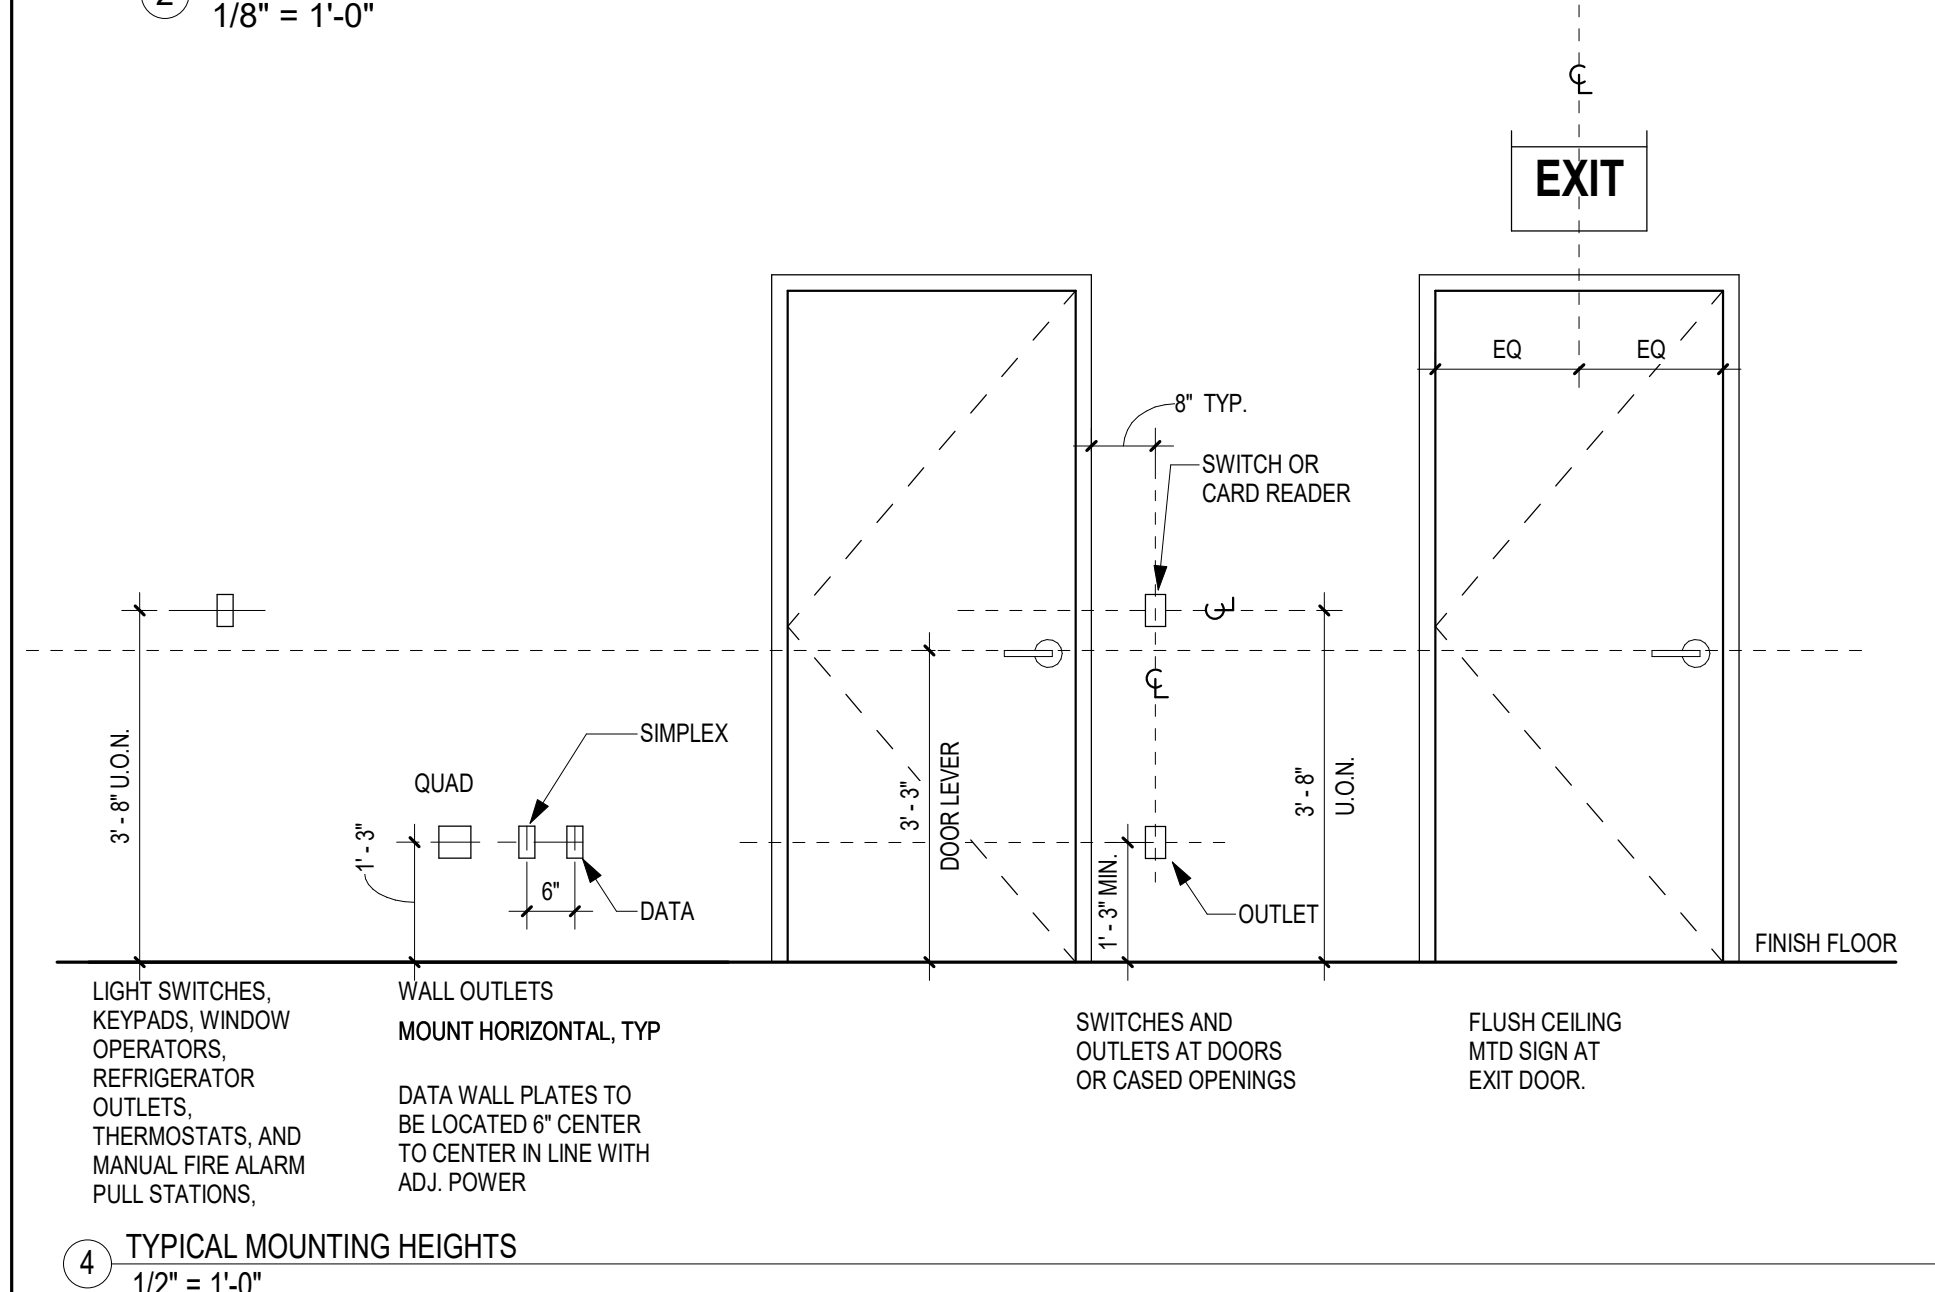 2
1/8" = 1'-0"
℄
EXIT
EQ
EQ
8" TYP.
SWITCH OR
CARD READER
℄
℄
3' - 8" U.O.N.
SIMPLEX
QUAD
1' - 3"
6"
DATA
3' - 3"
DOOR LEVER
3' - 8"
U.O.N.
1' - 3" MIN.
OUTLET
FINISH FLOOR
LIGHT SWITCHES,
KEYPADS, WINDOW
OPERATORS,
REFRIGERATOR
OUTLETS,
THERMOSTATS, AND
MANUAL FIRE ALARM
PULL STATIONS,
WALL OUTLETS
MOUNT HORIZONTAL, TYP
DATA WALL PLATES TO
BE LOCATED 6" CENTER
TO CENTER IN LINE WITH
ADJ. POWER
SWITCHES AND
OUTLETS AT DOORS
OR CASED OPENINGS
FLUSH CEILING
MTD SIGN AT
EXIT DOOR.
4
TYPICAL MOUNTING HEIGHTS
1/2" = 1'-0"